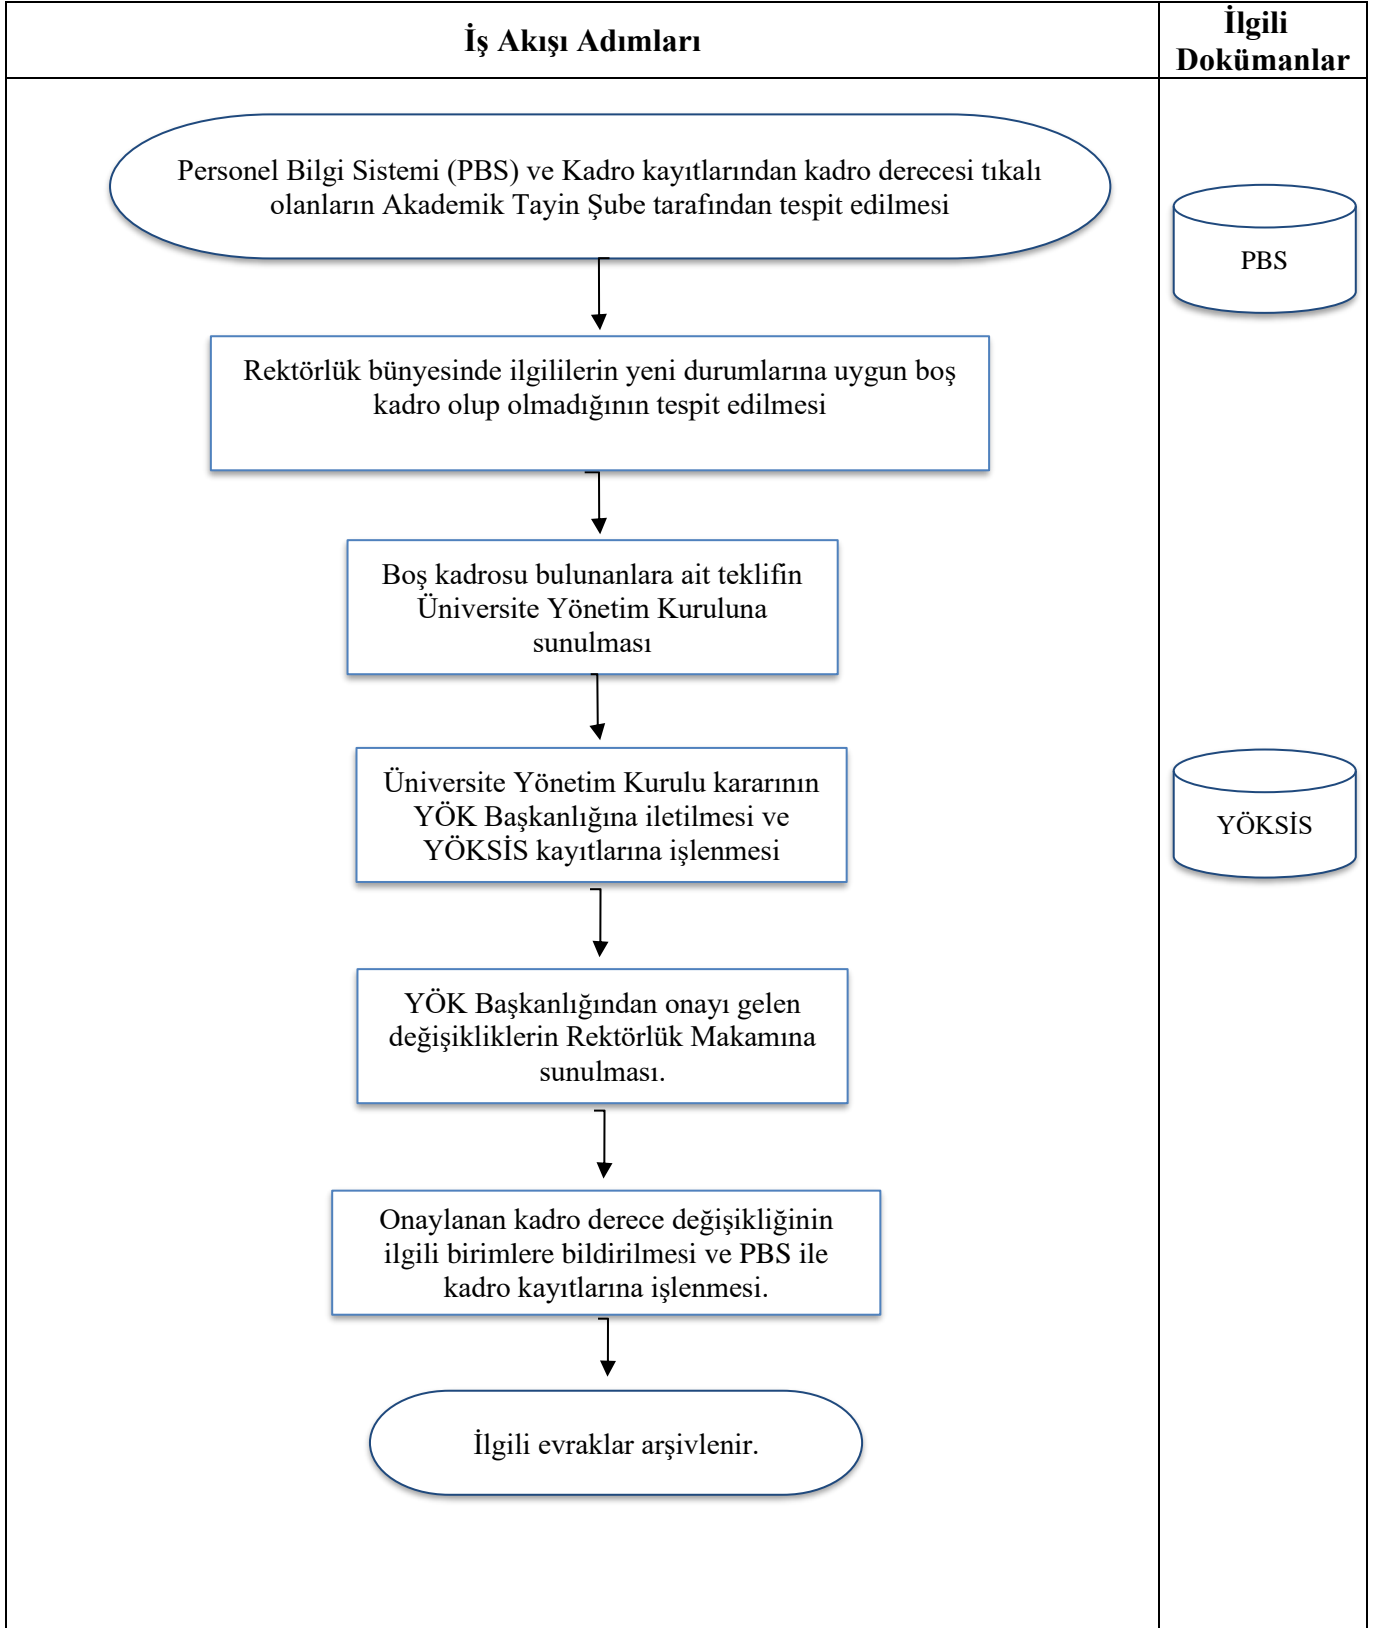 İş Akışı Adımları
İlgili
Dokümanlar
Personel Bilgi Sistemi (PBS) ve Kadro kayıtlarından kadro derecesi tıkalı
olanların Akademik Tayin Şube tarafından tespit edilmesi
PBS
Rektörlük bünyesinde ilgililerin yeni durumlarına uygun boş
kadro olup olmadığının tespit edilmesi
Boş kadrosu bulunanlara ait teklifin
Üniversite Yönetim Kuruluna
sunulması
Üniversite Yönetim Kurulu kararının
YÖK Başkanlığına iletilmesi ve
YÖKSİS kayıtlarına işlenmesi
YÖKSİS
YÖK Başkanlığından onayı gelen
değişikliklerin Rektörlük Makamına
sunulması.
Onaylanan kadro derece değişikliğinin
ilgili birimlere bildirilmesi ve PBS ile
kadro kayıtlarına işlenmesi.
İlgili evraklar arşivlenir.